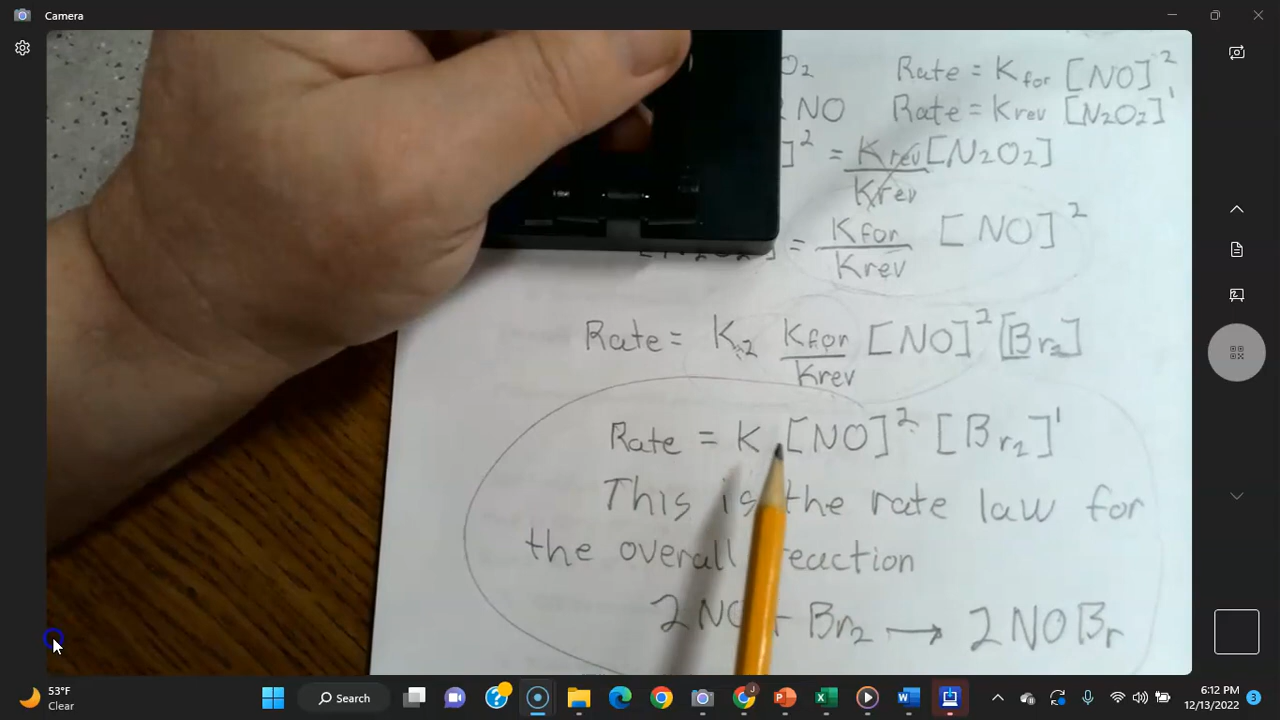 Camera
O2 Rate = Kfor [NO]²
NO Rate = Krev [N2O2]¹
]² = Krev[N2O2]
Krev
= Kfor [NO]²
Krev
Rate = K2 Kfor [NO]² [Br2]
Krev
Rate = K [NO]² [Br2]¹
This is the rate law for
the overall reaction
2NO + Br2 → 2NOBr
53°F
Clear
Search
6:12 PM
12/13/2022
3